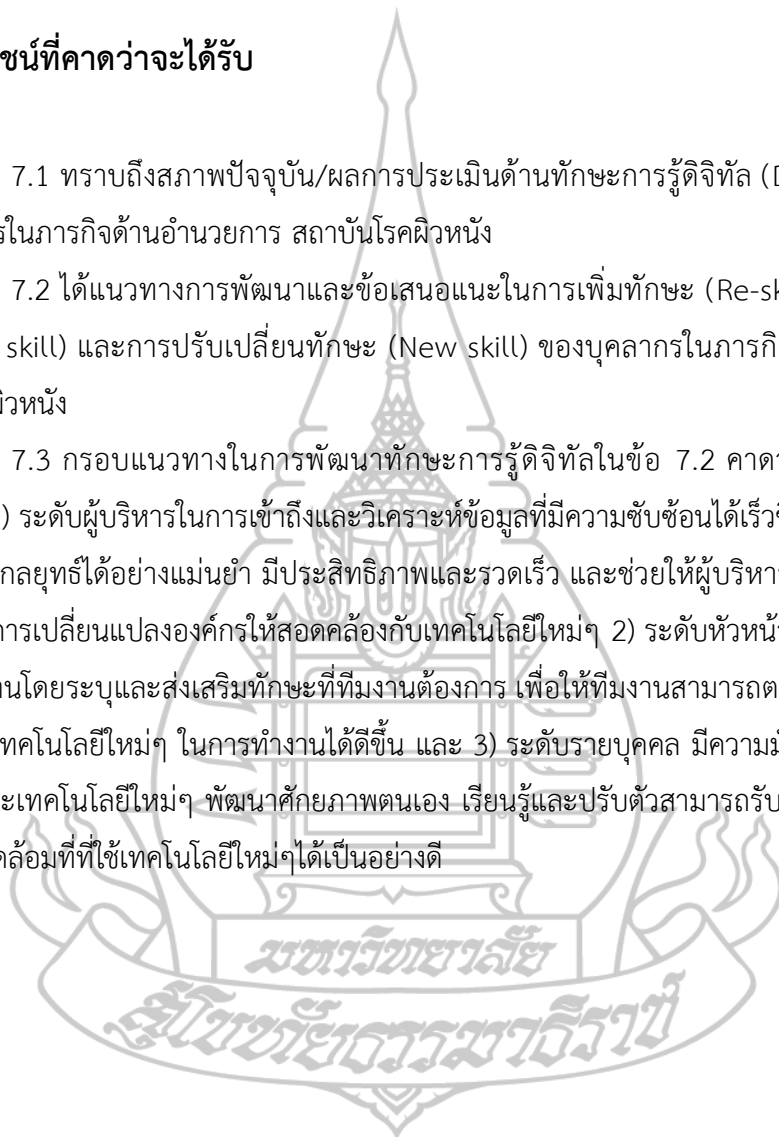 ชน์ที่คาดว่าจะได้รับ
7.1 ทราบถึงสภาพปัจจุบัน/ผลการประเมินด้านทักษะการรู้ดิจิทัล (D
รในภารกิจด้านอำนวยการ สถาบันโรคผิวหนัง
7.2 ได้แนวทางการพัฒนาและข้อเสนอแนะในการเพิ่มทักษะ (Re-sk
skill) และการปรับเปลี่ยนทักษะ (New skill) ของบุคลากรในภารกิ
ผิวหนัง
7.3 กรอบแนวทางในการพัฒนาทักษะการรู้ดิจิทัลในข้อ 7.2 คาดว
) ระดับผู้บริหารในการเข้าถึงและวิเคราะห์ข้อมูลที่มีความซับซ้อนได้เร็วขึ
กลยุทธ์ได้อย่างแม่นยำ มีประสิทธิภาพและรวดเร็ว และช่วยให้ผู้บริหาร
การเปลี่ยนแปลงองค์กรให้สอดคล้องกับเทคโนโลยีใหม่ๆ 2) ระดับหัวหน้
านโดยระบุและส่งเสริมทักษะที่ทีมงานต้องการ เพื่อให้ทีมงานสามารถต
เทคโนโลยีใหม่ๆ ในการทำงานได้ดีขึ้น และ 3) ระดับรายบุคคล มีความม
ะเทคโนโลยีใหม่ๆ พัฒนาศักยภาพตนเอง เรียนรู้และปรับตัวสามารถรับ
ดล้อมที่ที่ใช้เทคโนโลยีใหม่ๆได้เป็นอย่างดี
มหาวิทยาลัย
สุโขทัยธรรมาธิราช